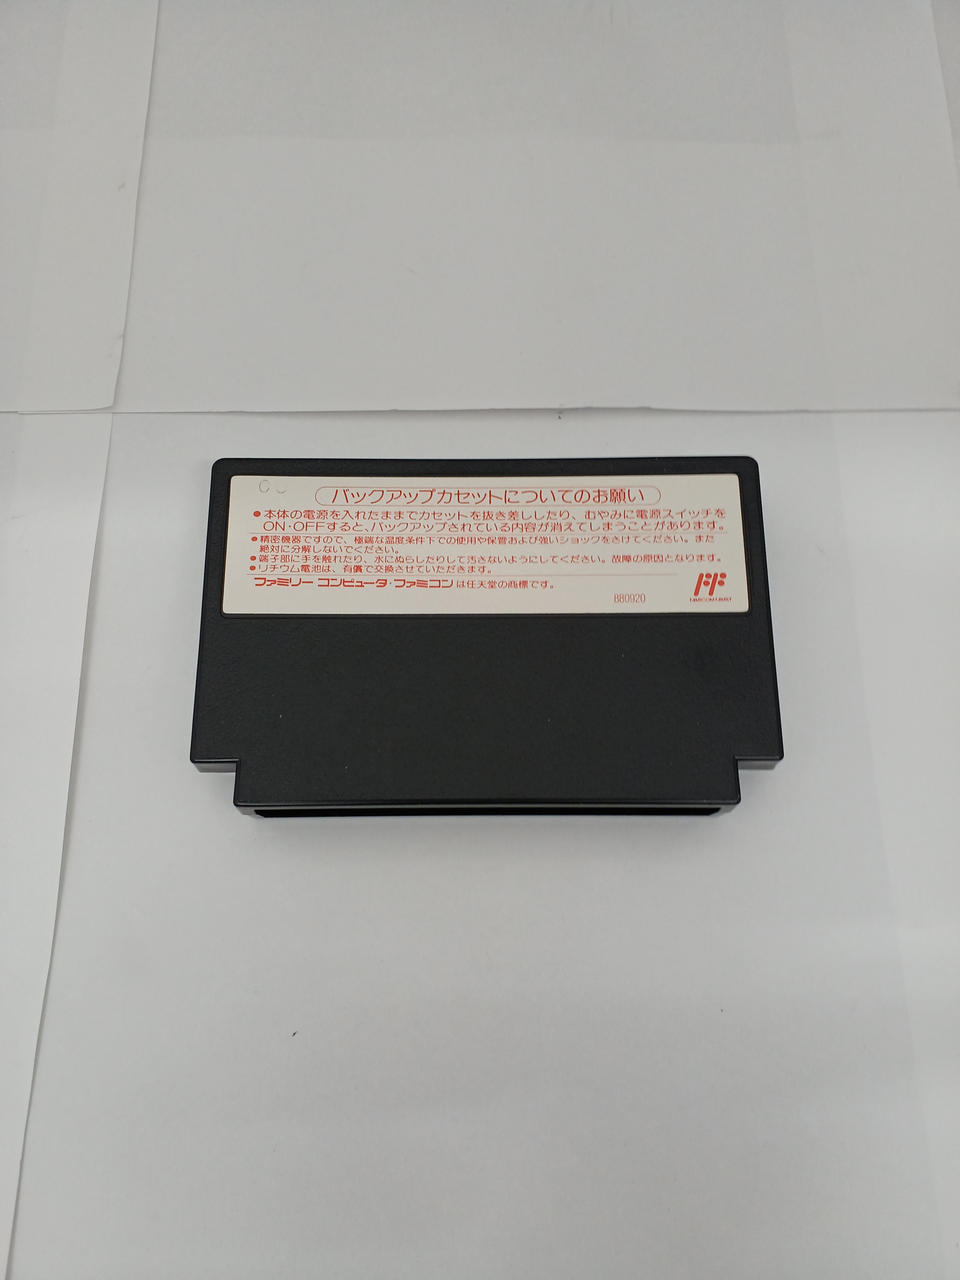 バックアップカセットについてのお願い
●本体の電源を入れたままでカセットを抜き差ししたり、むやみに電源スイッチを
ON・OFFすると、バックアップされている内容が消えてしまうことがあります。
●精密機器ですので、極端な温度条件下での使用や保管および強いショックをさけてください。また
絶対に分解しないでください。
●端子部に手を触れたり、水にぬらしたりして汚さないようにしてください。故障の原因となります。
●リチウム電池は、有償で交換させていただきます。
ファミリー コンピュータ・ファミコンは任天堂の商標です。
880920
FF
FAMICOM FAMILY